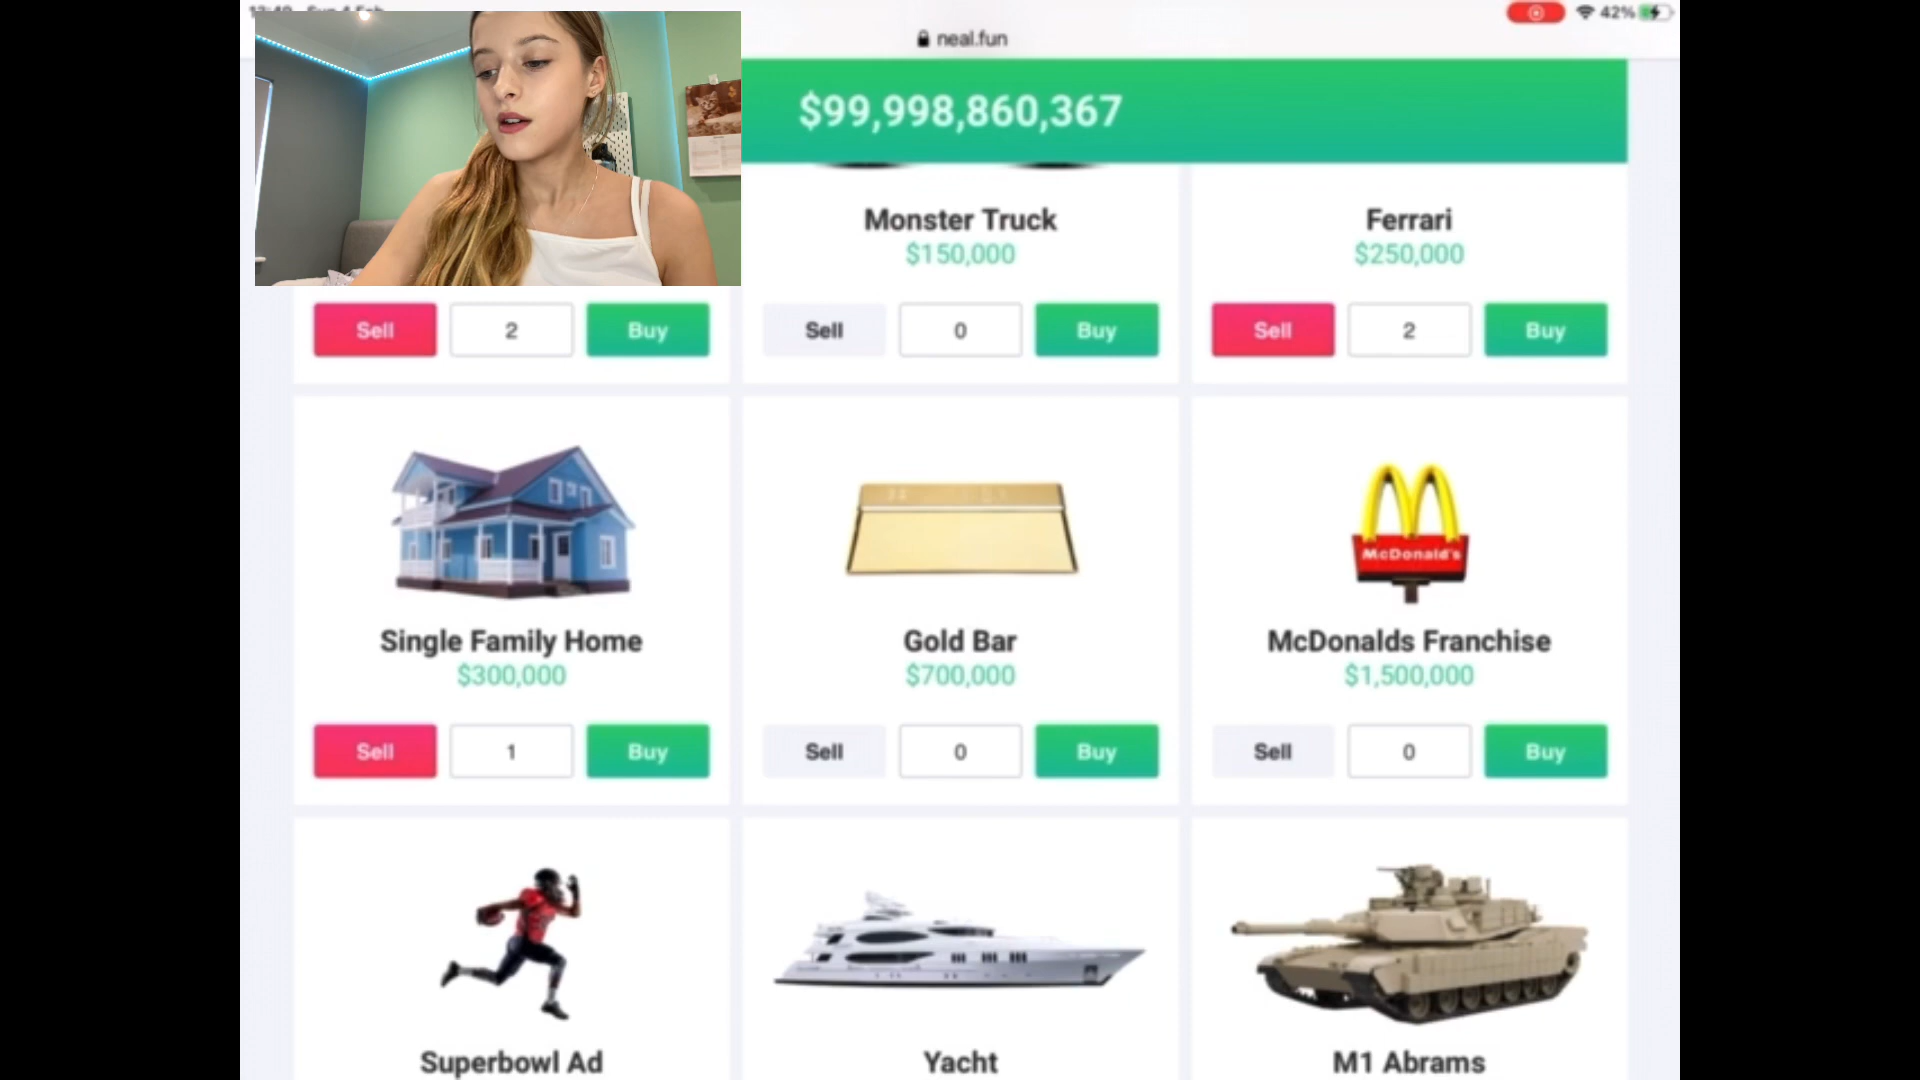 42%
neal.fun
$99,998,860,367
Monster Truck
$150,000
Ferrari
$250,000
Sell 2 Buy
Sell 0 Buy
Sell 2 Buy
McDonald's
Single Family Home
$300,000
Gold Bar
$700,000
McDonalds Franchise
$1,500,000
Sell 1 Buy
Sell 0 Buy
Sell 0 Buy
Superbowl Ad
Yacht
M1 Abrams